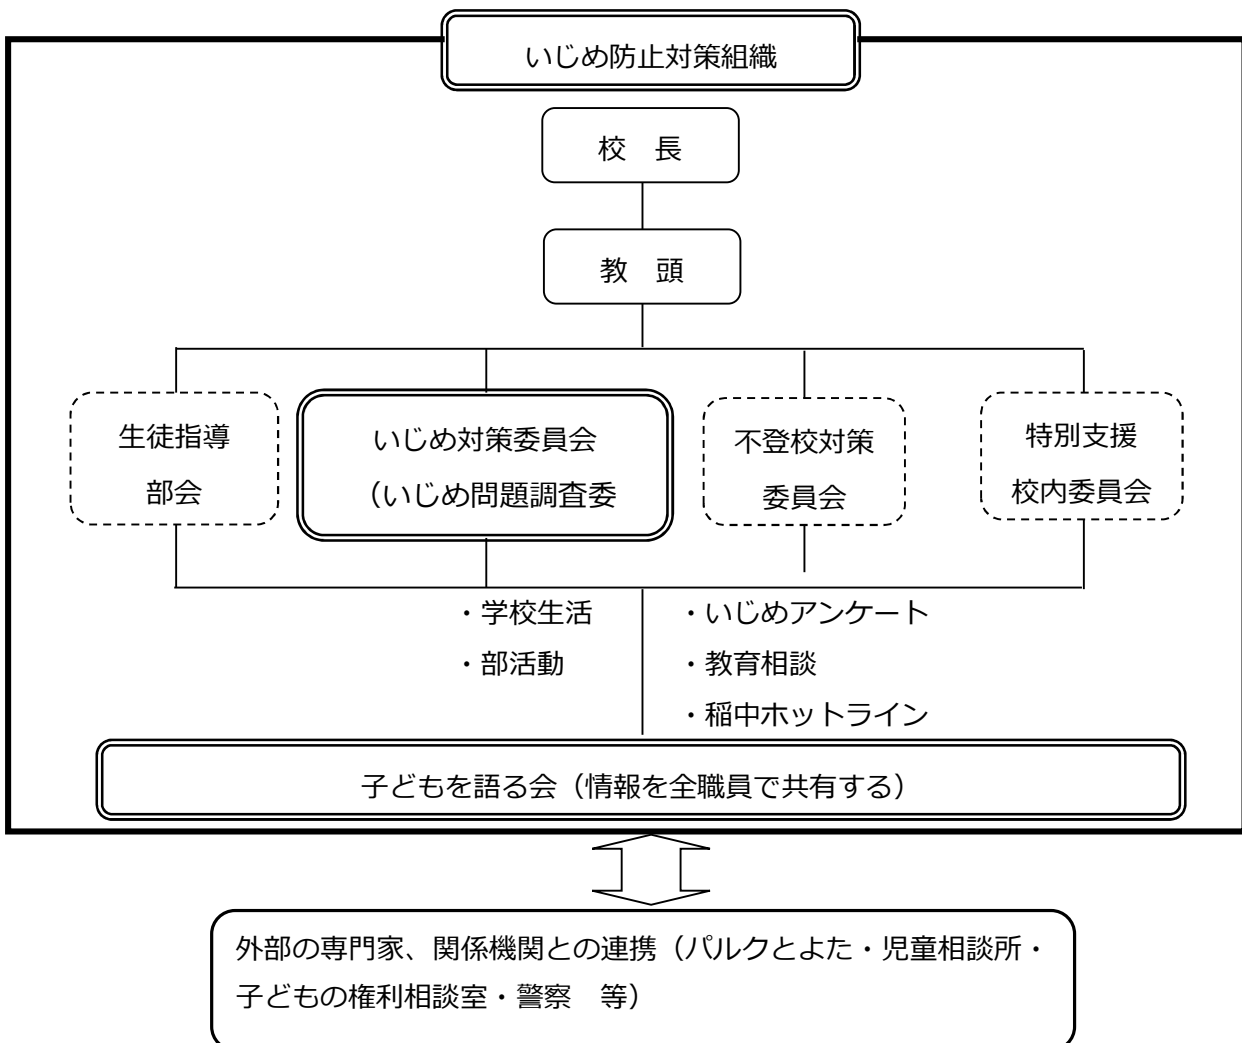 いじめ防止対策組織
校　長
教　頭
生徒指導
部会
いじめ対策委員会
（いじめ問題調査委
不登校対策
委員会
特別支援
校内委員会
・学校生活
・部活動
・いじめアンケート
・教育相談
・稲中ホットライン
子どもを語る会（情報を全職員で共有する）
外部の専門家、関係機関との連携（パルクとよた・児童相談所・
子どもの権利相談室・警察　等）